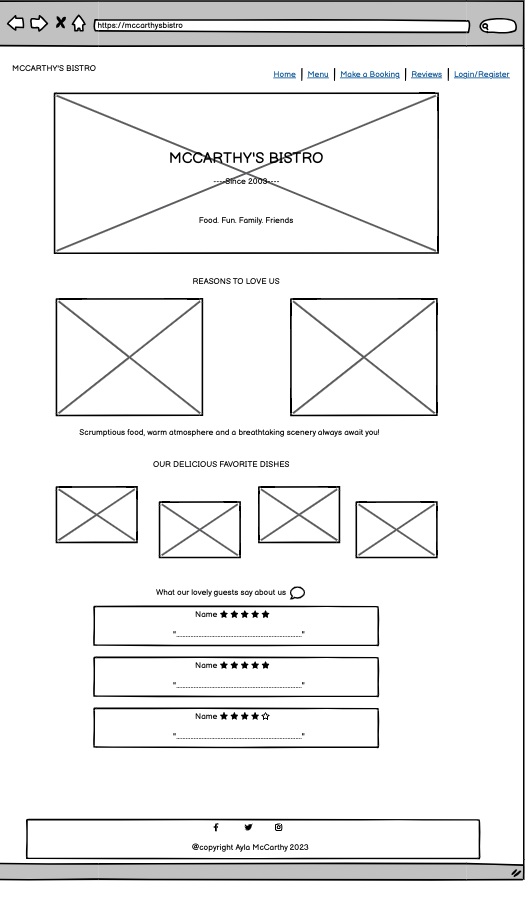 https://mccarthysbistro
MCCARTHY'S BISTRO
Home | Menu | Make a Booking | Reviews | Login/Register
MCCARTHY'S BISTRO
----Since 2003----
Food. Fun. Family. Friends
REASONS TO LOVE US
Scrumptious food, warm atmosphere and a breathtaking scenery always await you!
OUR DELICIOUS FAVORITE DISHES
What our lovely guests say about us
Name ★★★★★
"..................................................."
Name ★★★★★
"..................................................."
Name ★★★★☆
"..................................................."
@copyright Ayla McCarthy 2023